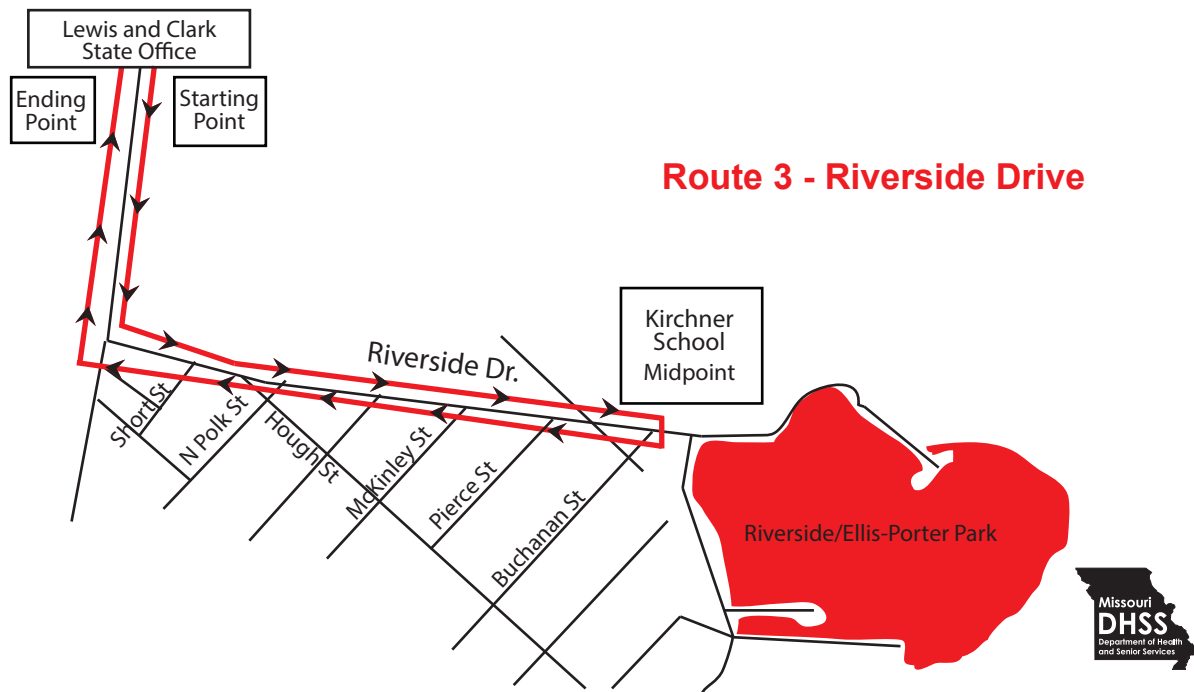 Lewis and Clark
State Office
Ending
Point
Starting
Point
Route 3 - Riverside Drive
Kirchner
School
Midpoint
Riverside Dr.
Short St
N Polk St
Hough St
McKinley St
Pierce St
Buchanan St
Riverside/Ellis-Porter Park
Missouri
DHSS
Department of Health
and Senior Services